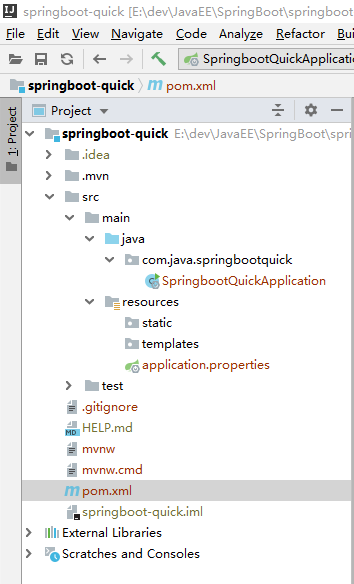 springboot-quick [E:\dev\JavaEE\SpringBoot\springboot
File Edit View Navigate Code Analyze Refactor Bui
SpringbootQuickApplication
springboot-quick pom.xml
1: Project
Project
springboot-quick E:\dev\JavaEE\SpringBoot\spri
.idea
.mvn
src
main
java
com.java.springbootquick
SpringbootQuickApplication
resources
static
templates
application.properties
test
.gitignore
HELP.md
mvnw
mvnw.cmd
pom.xml
springboot-quick.iml
External Libraries
Scratches and Consoles